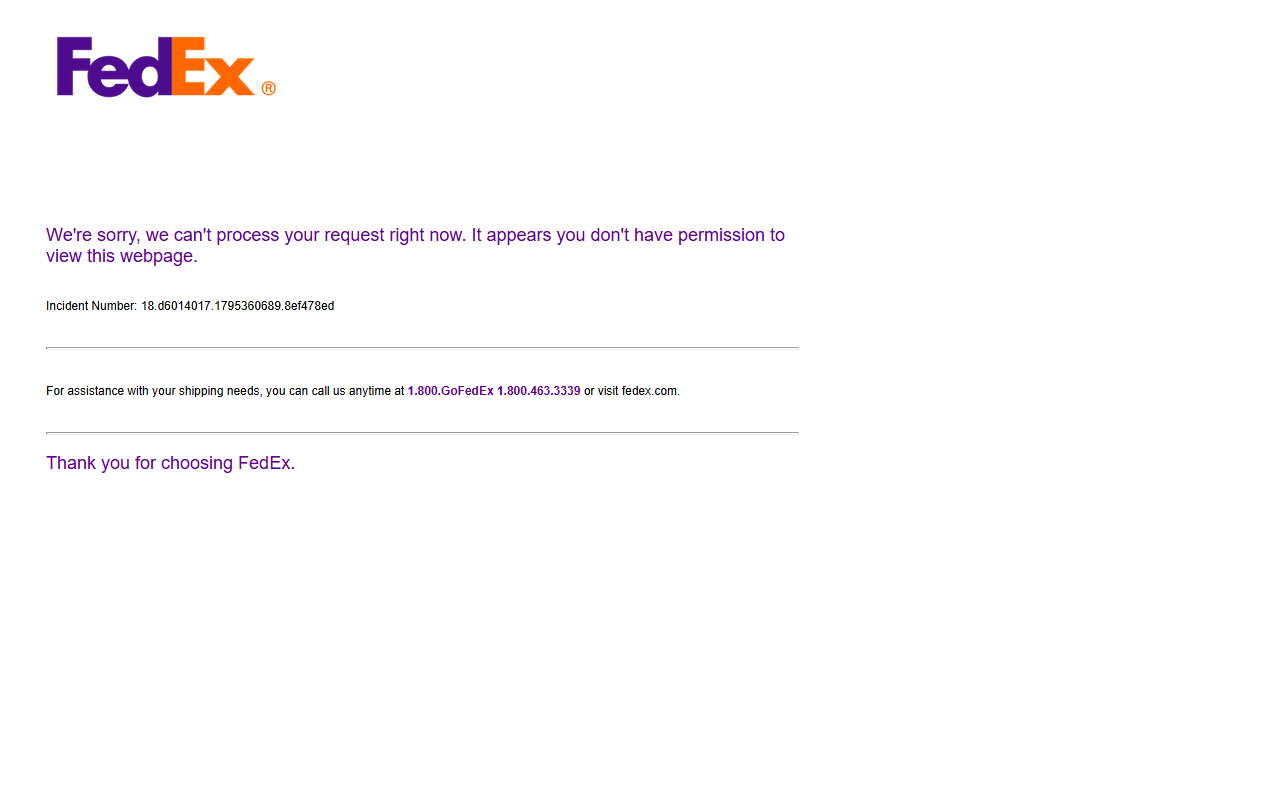 FedEx®
We're sorry, we can't process your request right now. It appears you don't have permission to
view this webpage.
Incident Number: 18.d6014017.1795360689.8ef478ed
For assistance with your shipping needs, you can call us anytime at 1.800.GoFedEx 1.800.463.3339 or visit fedex.com.
Thank you for choosing FedEx.